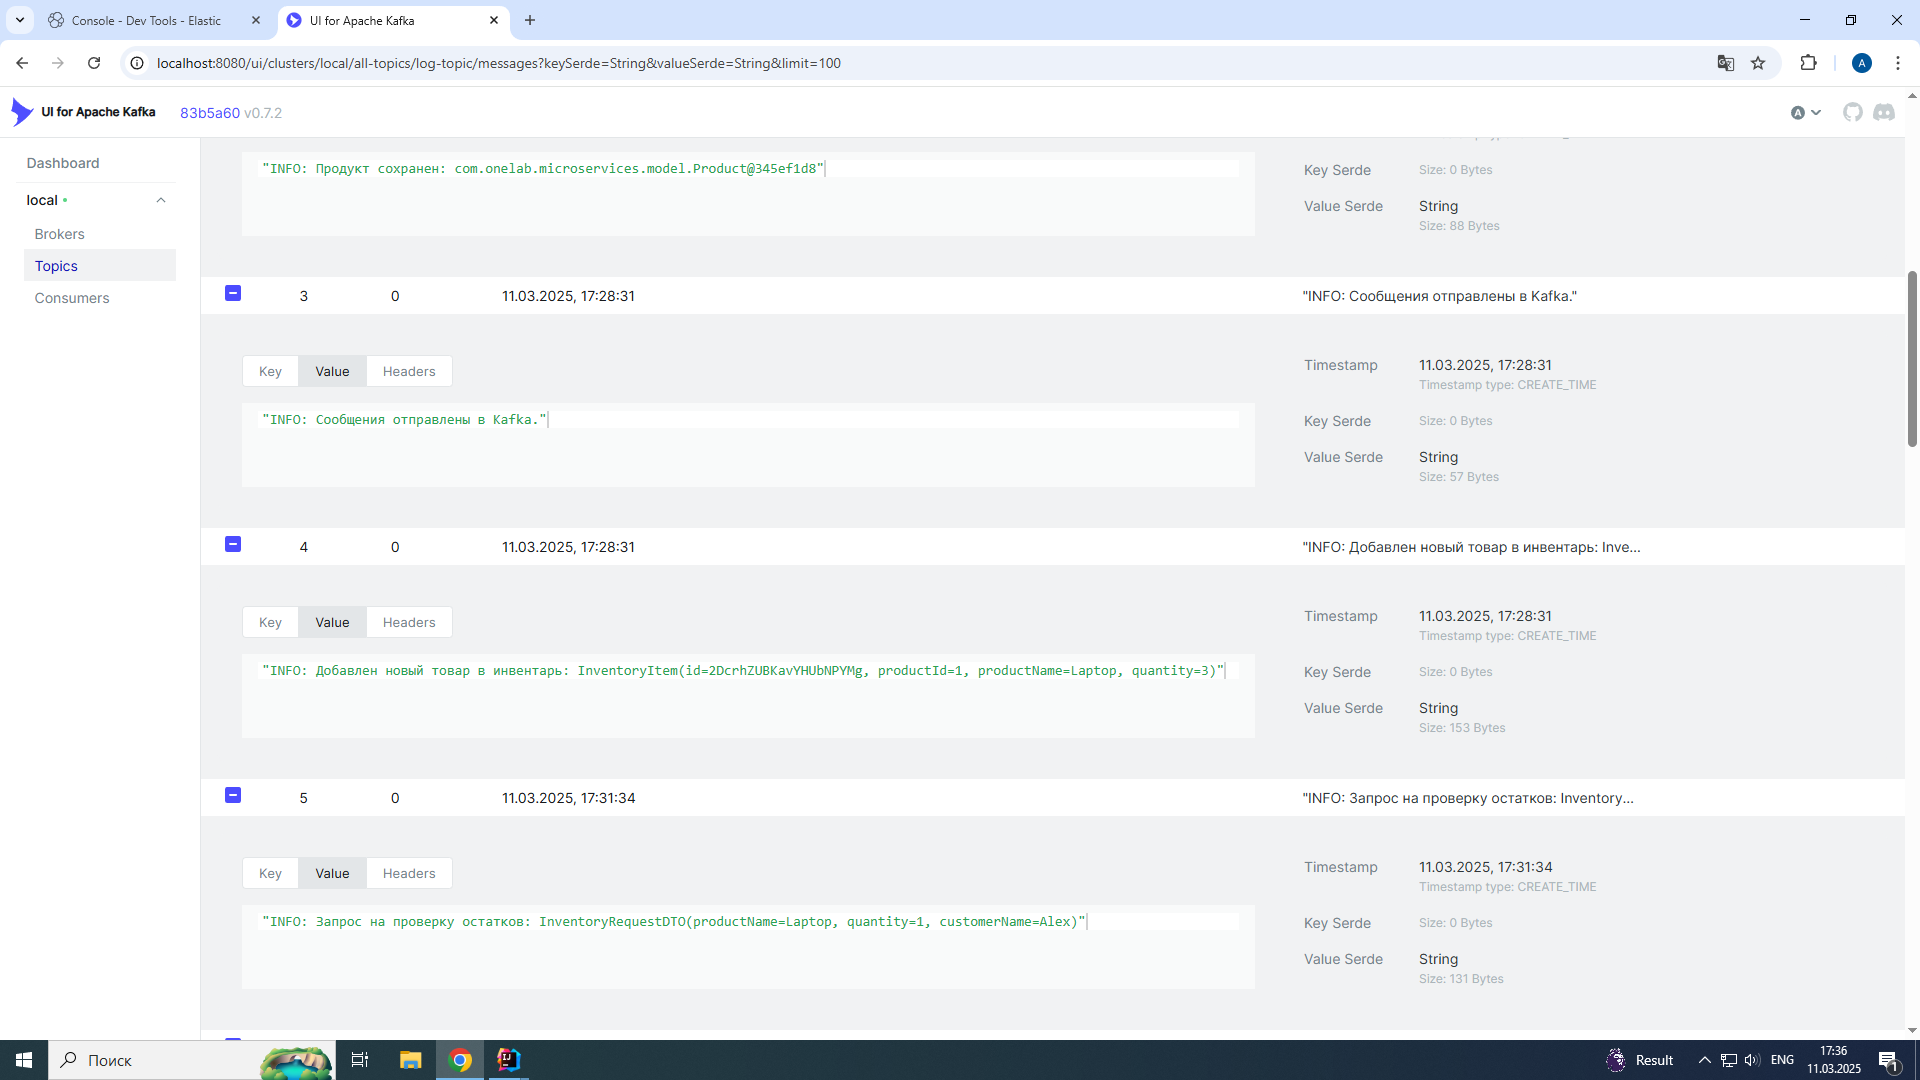 Console - Dev Tools - Elastic
UI for Apache Kafka
localhost:8080/ui/clusters/local/all-topics/log-topic/messages?keySerde=String&valueSerde=String&limit=100
A
UI for Apache Kafka
83b5a60 v0.7.2
A
Dashboard
local
Brokers
Topics
Consumers
"INFO: Продукт сохранен: com.onelab.microservices.model.Product@345ef1d8"
Key Serde
Size: 0 Bytes
Value Serde
String
Size: 88 Bytes
3 0 11.03.2025, 17:28:31 "INFO: Сообщения отправлены в Kafka."
Key Value Headers
"INFO: Сообщения отправлены в Kafka."
Timestamp
11.03.2025, 17:28:31
Timestamp type: CREATE_TIME
Key Serde
Size: 0 Bytes
Value Serde
String
Size: 57 Bytes
4 0 11.03.2025, 17:28:31 "INFO: Добавлен новый товар в инвентарь: Inve...
Key Value Headers
"INFO: Добавлен новый товар в инвентарь: InventoryItem(id=2DcrhZUBKavYHUbNPYMg, productId=1, productName=Laptop, quantity=3)"
Timestamp
11.03.2025, 17:28:31
Timestamp type: CREATE_TIME
Key Serde
Size: 0 Bytes
Value Serde
String
Size: 153 Bytes
5 0 11.03.2025, 17:31:34 "INFO: Запрос на проверку остатков: Inventory...
Key Value Headers
"INFO: Запрос на проверку остатков: InventoryRequestDTO(productName=Laptop, quantity=1, customerName=Alex)"
Timestamp
11.03.2025, 17:31:34
Timestamp type: CREATE_TIME
Key Serde
Size: 0 Bytes
Value Serde
String
Size: 131 Bytes
Поиск
IJ
Result
ENG
17:36
11.03.2025
1